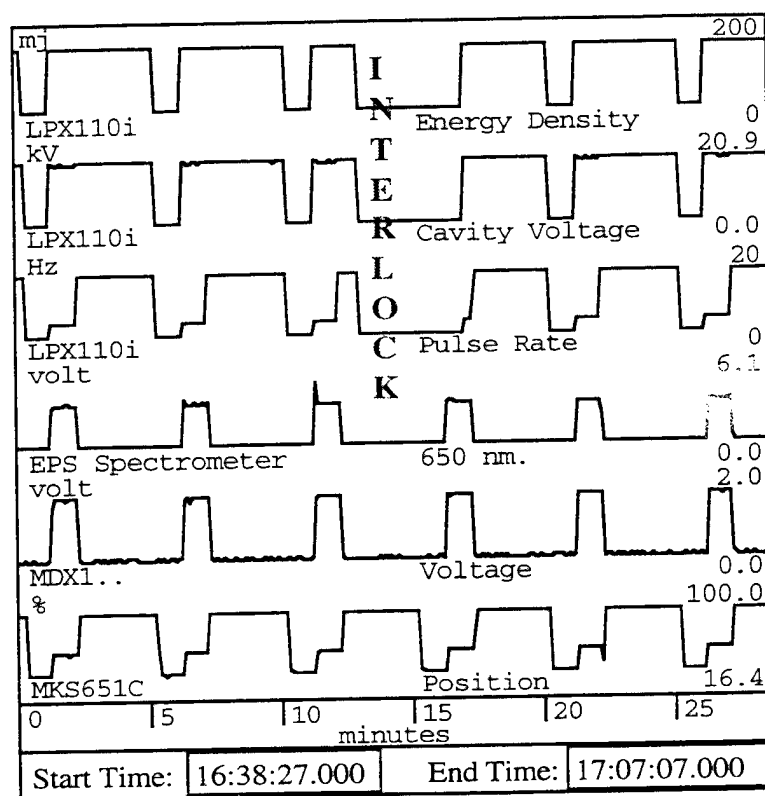 mj 200
LPX110i Energy Density 0
kV 20.9
LPX110i Cavity Voltage 0.0
Hz 20
LPX110i Pulse Rate 0
volt 6.1
EPS Spectrometer 650 nm. 0.0
volt 2.0
MDX1.. Voltage 0.0
% 100.0
MKS651C Position 16.4
INTERLOCK
0 5 10 15 20 25
minutes
Start Time: 16:38:27.000 End Time: 17:07:07.000